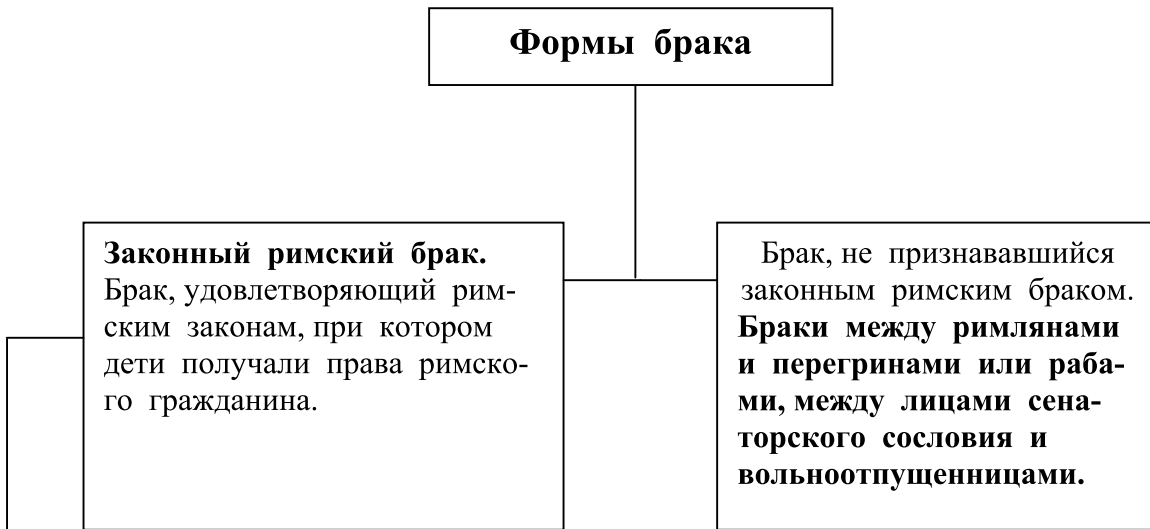 Формы брака
Законный римский брак.
Брак, удовлетворяющий рим-
ским законам, при котором
дети получали права римско-
го гражданина.
Брак, не признававшийся
законным римским браком.
Браки между римлянами
и перегринами или раба-
ми, между лицами сена-
торского сословия и
вольноотпущенницами.